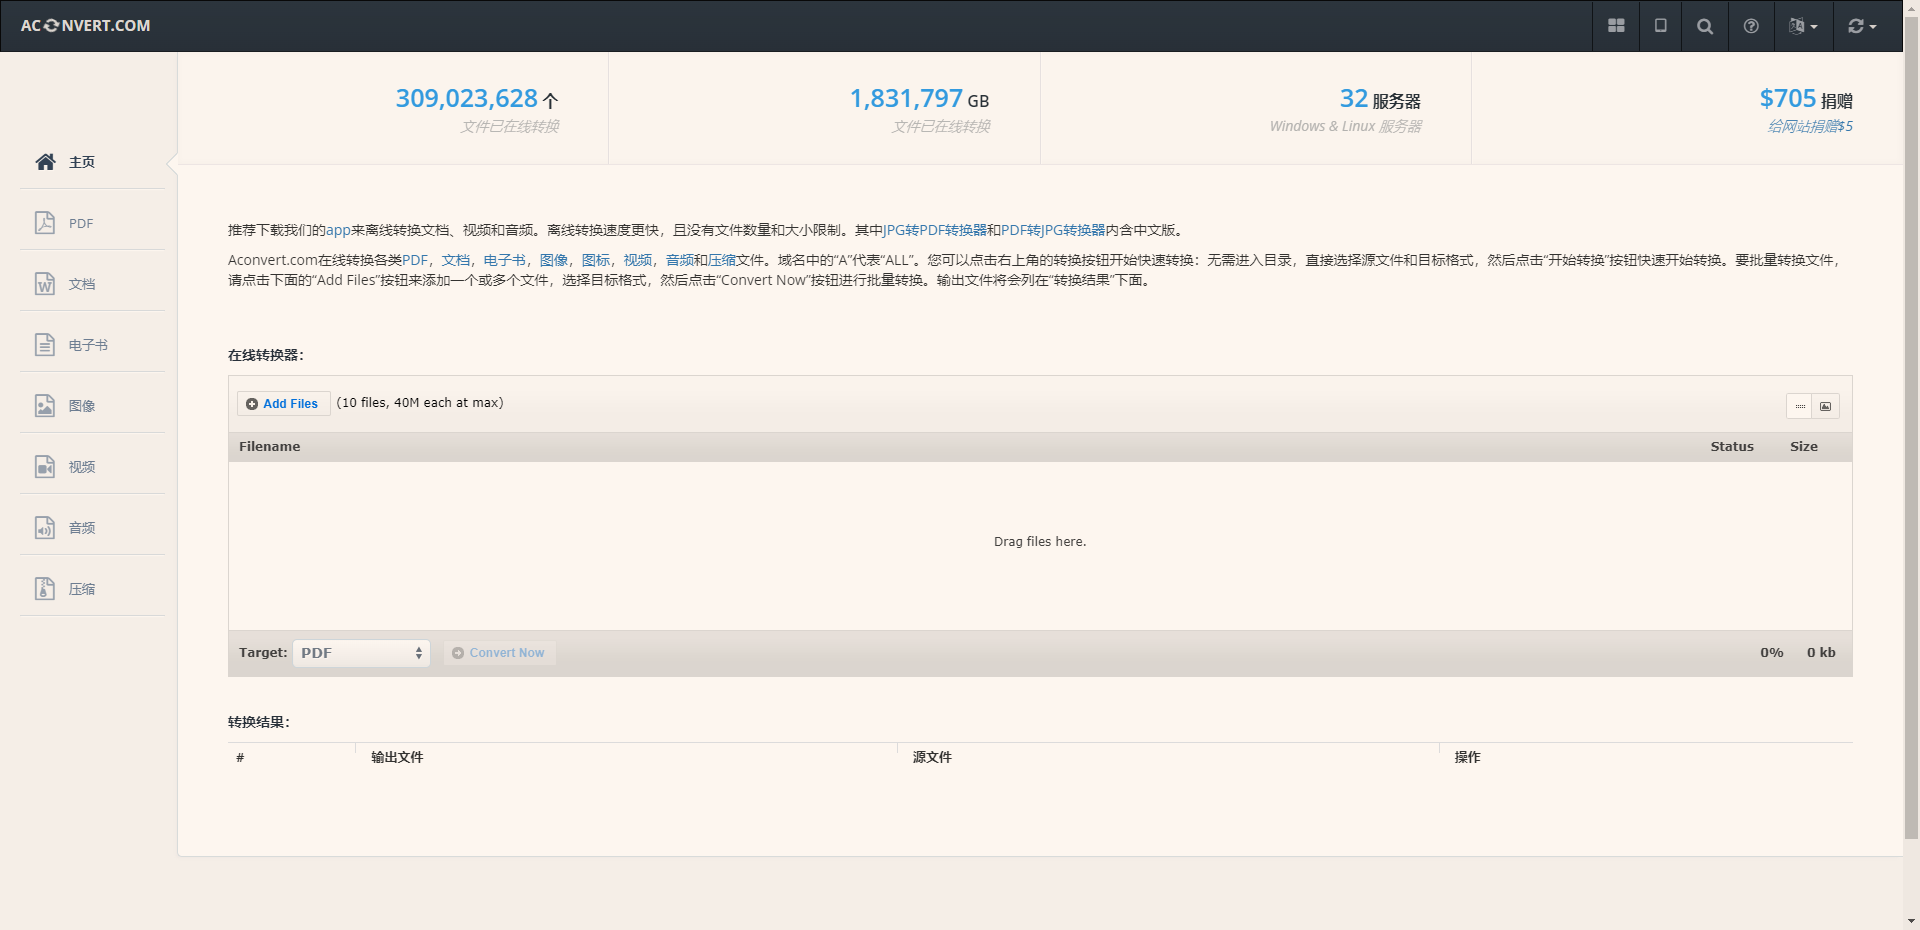 ACONVERT.COM
309,023,628 个
文件已在线转换
1,831,797 GB
文件已在线转换
32 服务器
Windows & Linux 服务器
$705 捐赠
给网站捐赠$5
主页
PDF
文档
电子书
图像
视频
音频
压缩
推荐下载我们的app来离线转换文档、视频和音频。离线转换速度更快，且没有文件数量和大小限制。其中JPG转PDF转换器和PDF转JPG转换器内含中文版。
Aconvert.com在线转换各类PDF，文档，电子书，图像，图标，视频，音频和压缩文件。域名中的“A”代表“ALL”。您可以点击右上角的转换按钮开始快速转换：无需进入目录，直接选择源文件和目标格式，然后点击“开始转换”按钮快速开始转换。要批量转换文件，
请点击下面的“Add Files”按钮来添加一个或多个文件，选择目标格式，然后点击“Convert Now”按钮进行批量转换。输出文件将会列在“转换结果”下面。
在线转换器：
Add Files (10 files, 40M each at max)
Filename Status Size
Drag files here.
Target: PDF Convert Now 0% 0 kb
转换结果：
# 输出文件 源文件 操作